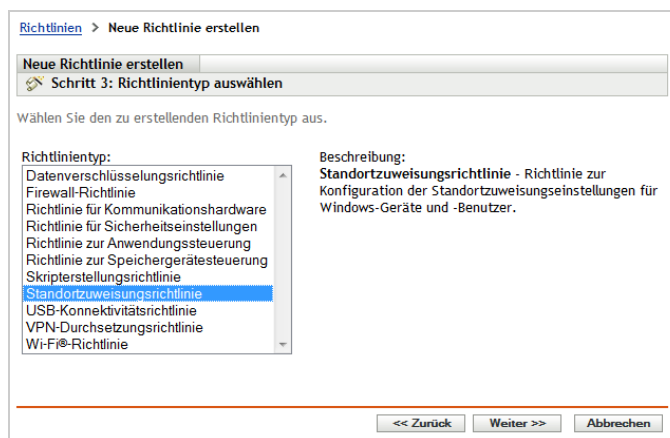 Richtlinien > Neue Richtlinie erstellen
Neue Richtlinie erstellen
Schritt 3: Richtlinientyp auswählen
Wählen Sie den zu erstellenden Richtlinientyp aus.
Richtlinientyp:
Datenverschlüsselungsrichtlinie
Firewall-Richtlinie
Richtlinie für Kommunikationshardware
Richtlinie für Sicherheitseinstellungen
Richtlinie zur Anwendungssteuerung
Richtlinie zur Speichergerätesteuerung
Skripterstellungsrichtlinie
Standortzuweisungsrichtlinie
USB-Konnektivitätsrichtlinie
VPN-Durchsetzungsrichtlinie
Wi-Fi®-Richtlinie
Beschreibung:
Standortzuweisungsrichtlinie - Richtlinie zur
Konfiguration der Standortzuweisungseinstellungen für
Windows-Geräte und -Benutzer.
<< Zurück Weiter >> Abbrechen